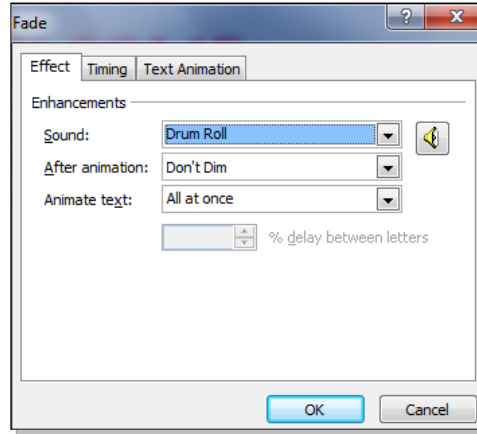 Fade
?
X
Effect Timing Text Animation
Enhancements
Sound: Drum Roll
After animation: Don't Dim
Animate text: All at once
% delay between letters
OK Cancel